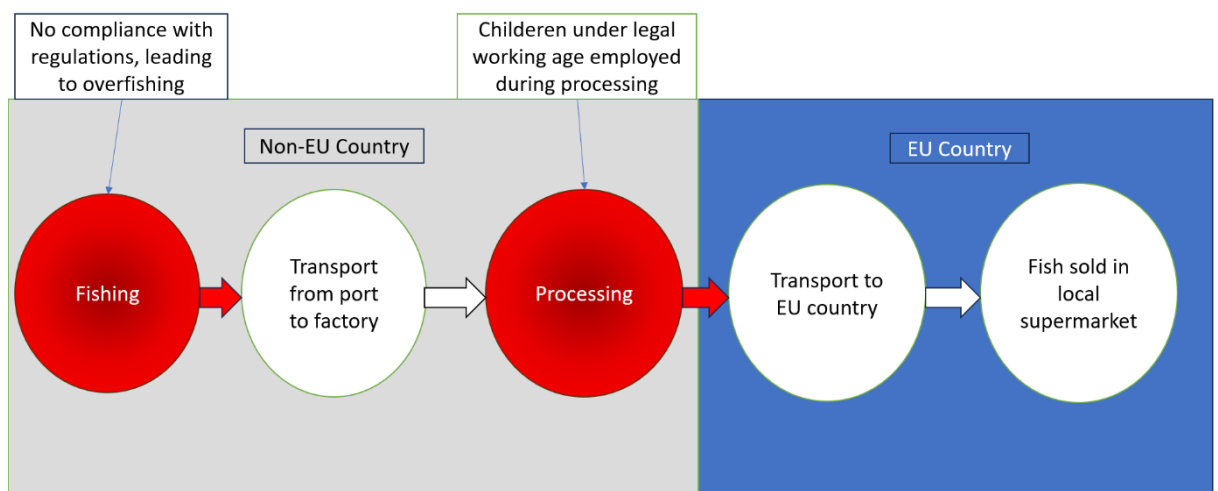 No compliance with
regulations, leading
to overfishing
Childeren under legal
working age employed
during processing
Non-EU Country
EU Country
Fishing
Transport
from port
to factory
Processing
Transport to
EU country
Fish sold in
local
supermarket